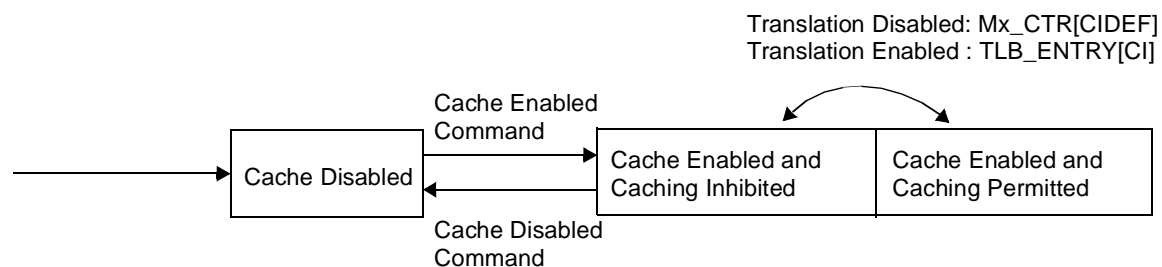 Translation Disabled: Mx_CTR[CIDEF]
Translation Enabled : TLB_ENTRY[CI]
Cache Enabled
Command
Cache Disabled
Cache Enabled and
Caching Inhibited
Cache Enabled and
Caching Permitted
Cache Disabled
Command